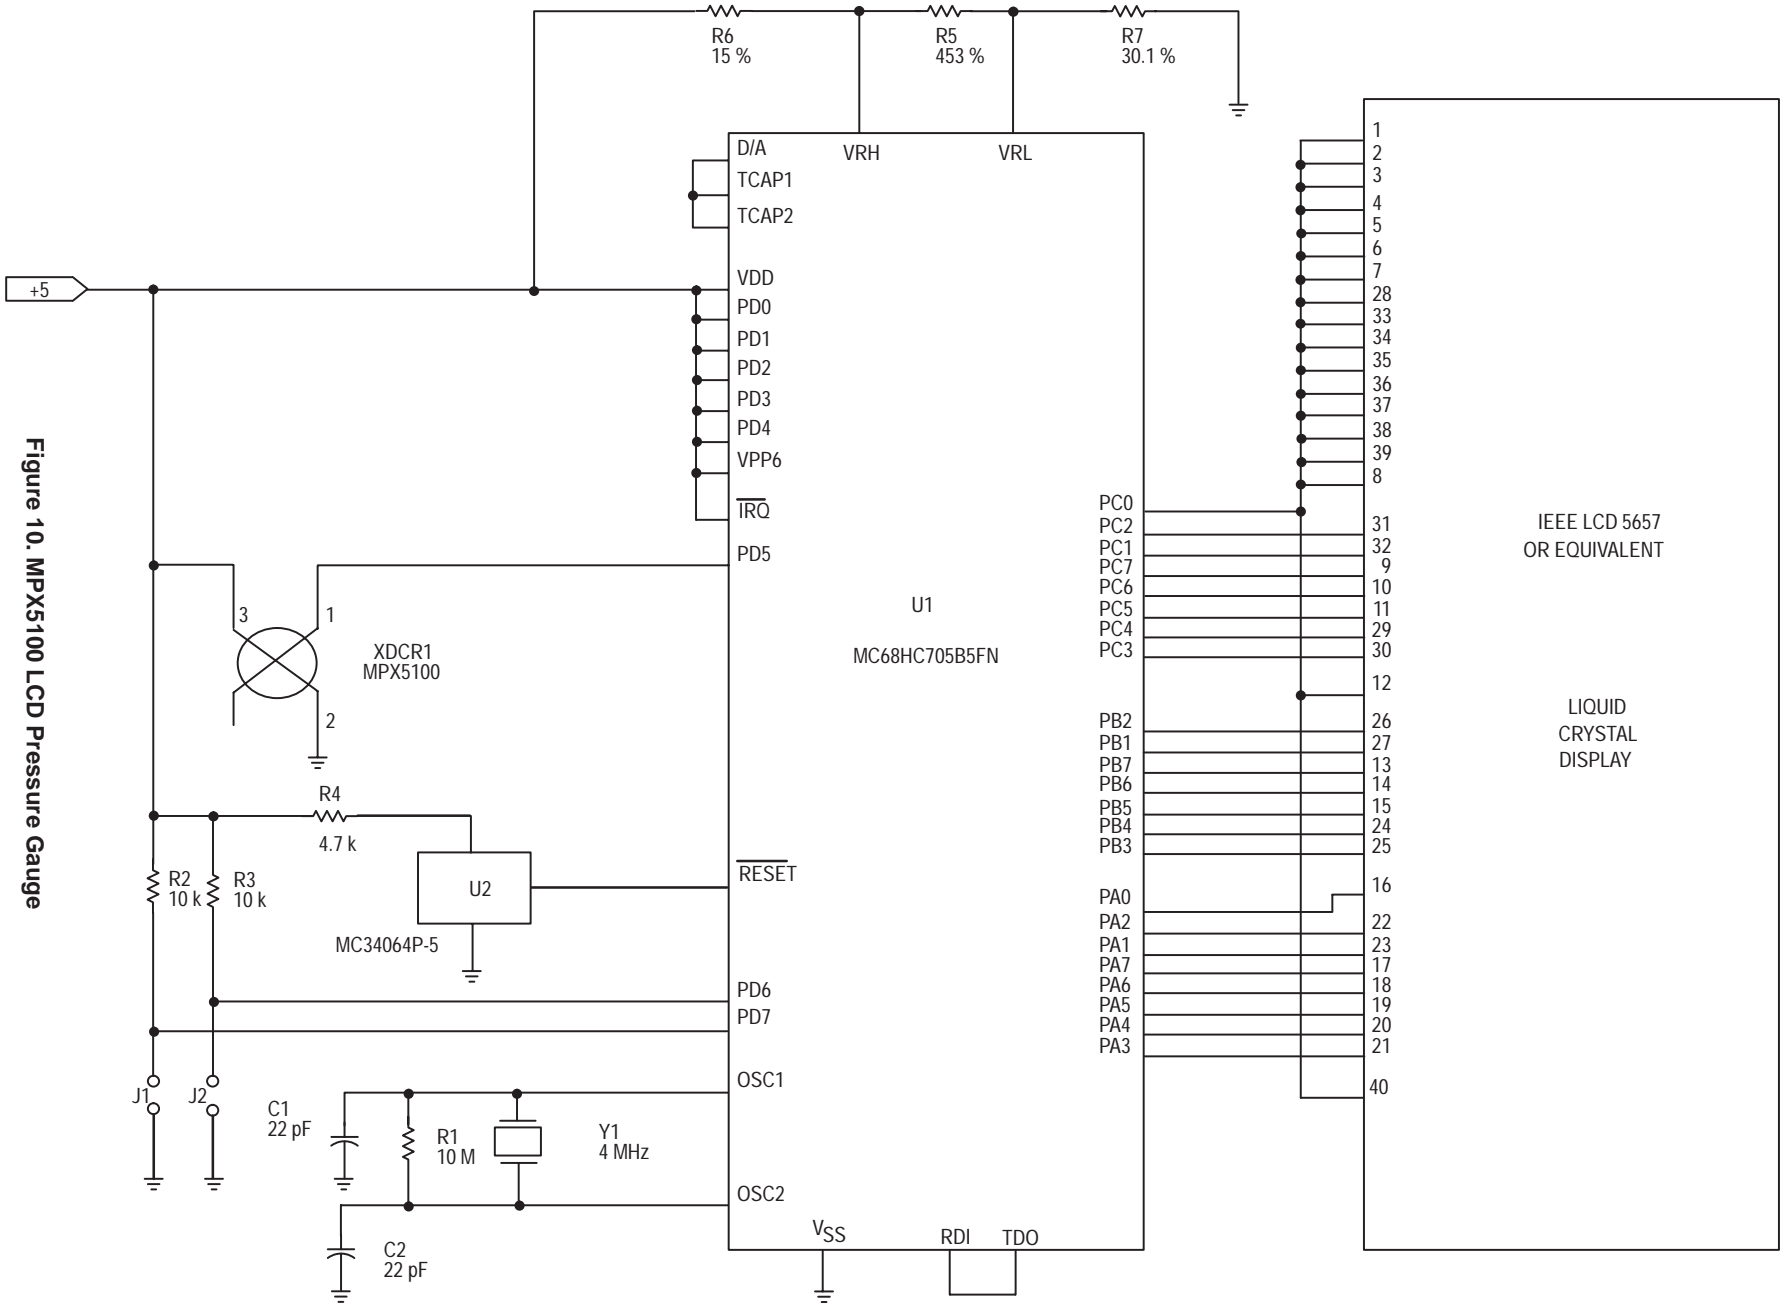 R6
15 %
R5
453 %
R7
30.1 %
D/A
TCAP1
TCAP2
VRH
VRL
+5
VDD
PD0
PD1
PD2
PD3
PD4
VPP6
IRQ
PD5
3
1
XDCR1
MPX5100
2
R4
4.7 k
R2
10 k
R3
10 k
U2
MC34064P-5
RESET
PD6
PD7
J1
J2
OSC1
C1
22 pF
R1
10 M
Y1
4 MHz
OSC2
C2
22 pF
VSS
RDI
TDO
U1
MC68HC705B5FN
PC0
PC2
PC1
PC7
PC6
PC5
PC4
PC3
PB2
PB1
PB7
PB6
PB5
PB4
PB3
PA0
PA2
PA1
PA7
PA6
PA5
PA4
PA3
1
2
3
4
5
6
7
28
33
34
35
36
37
38
39
8
31
32
9
10
11
29
30
12
26
27
13
14
15
24
25
16
22
23
17
18
19
20
21
40
IEEE LCD 5657
OR EQUIVALENT
LIQUID
CRYSTAL
DISPLAY
Figure 10. MPX5100 LCD Pressure Gauge